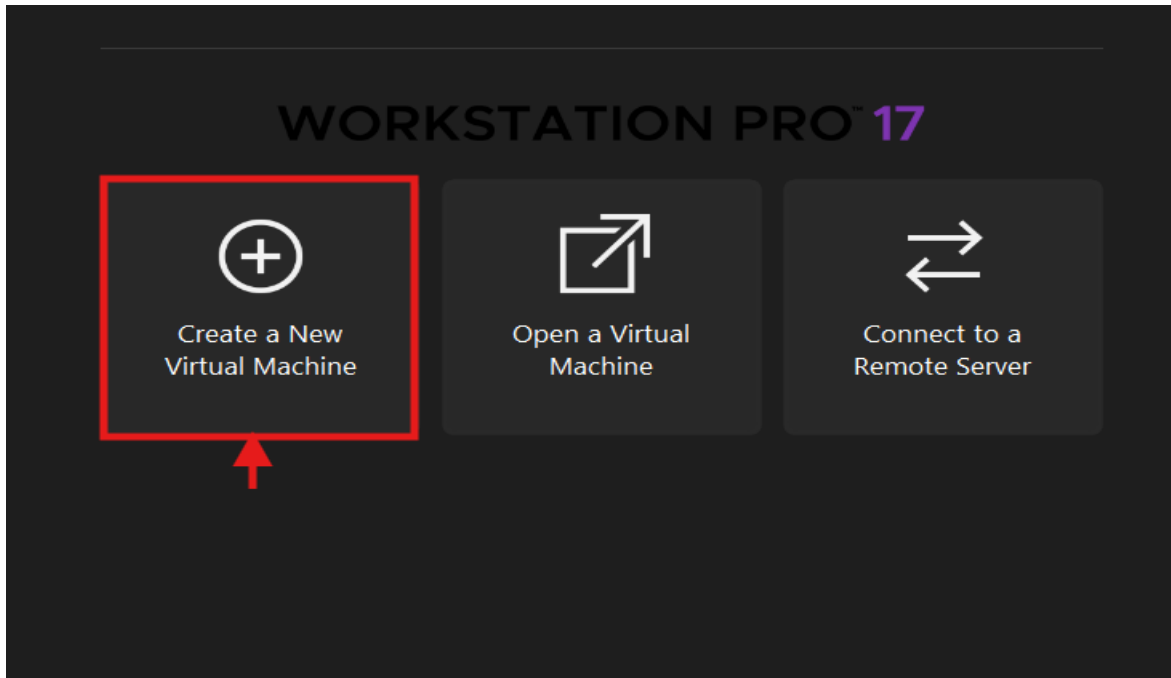 WORKSTATION PRO™ 17
Create a New
Virtual Machine
Open a Virtual
Machine
Connect to a
Remote Server